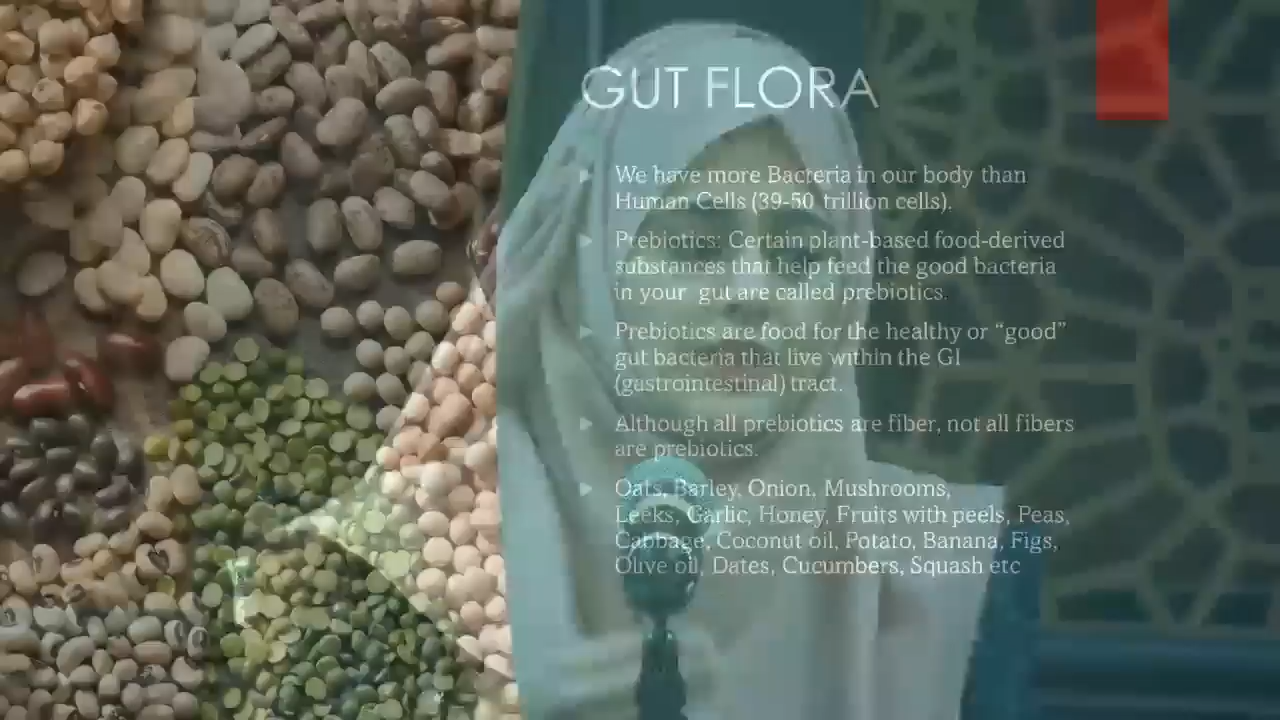 GUT FLORA
We have more Bacteria in our body than
Human Cells (39-50 trillion cells).
Prebiotics: Certain plant-based food-derived
substances that help feed the good bacteria
in your gut are called prebiotics.
Prebiotics are food for the healthy or “good”
gut bacteria that live within the GI
(gastrointestinal) tract.
Although all prebiotics are fiber, not all fibers
are prebiotics.
Oats, Barley, Onion, Mushrooms,
Leeks, Garlic, Honey, Fruits with peels, Peas,
Cabbage, Coconut oil, Potato, Banana, Figs,
Olive oil, Dates, Cucumbers, Squash etc